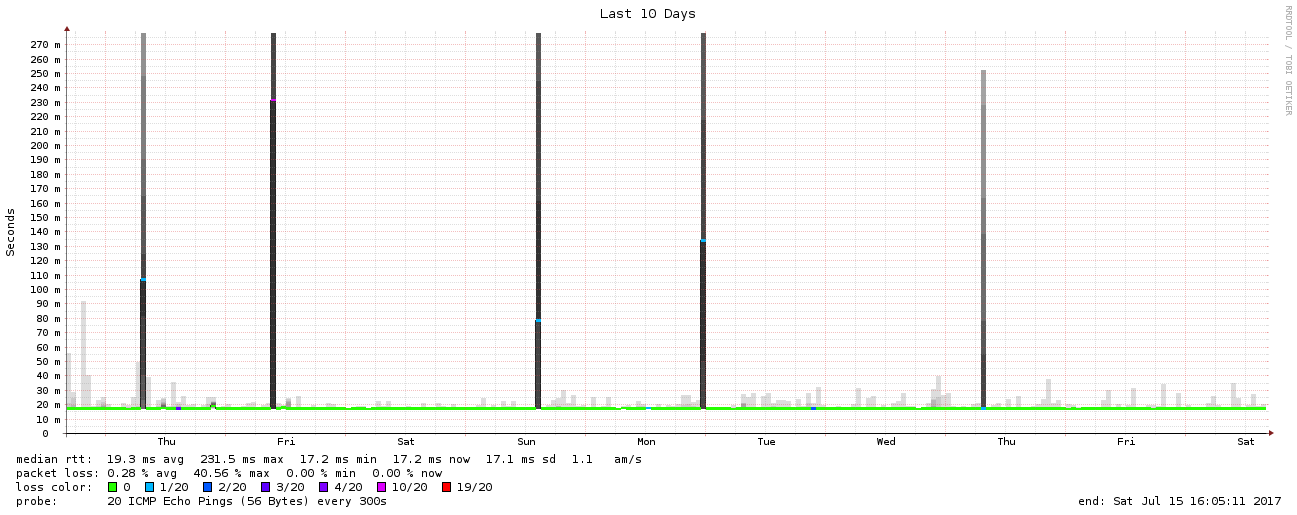 Last 10 Days
RRDTOOL / TOBI OETIKER
Seconds
270 m
260 m
250 m
240 m
230 m
220 m
210 m
200 m
190 m
180 m
170 m
160 m
150 m
140 m
130 m
120 m
110 m
100 m
90 m
80 m
70 m
60 m
50 m
40 m
30 m
20 m
10 m
0
Thu Fri Sat Sun Mon Tue Wed Thu Fri Sat
median rtt: 19.3 ms avg 231.5 ms max 17.2 ms min 17.2 ms now 17.1 ms sd 1.1 am/s
packet loss: 0.28 % avg 40.56 % max 0.00 % min 0.00 % now
loss color: 0 1/20 2/20 3/20 4/20 10/20 19/20
probe: 20 ICMP Echo Pings (56 Bytes) every 300s end: Sat Jul 15 16:05:11 2017